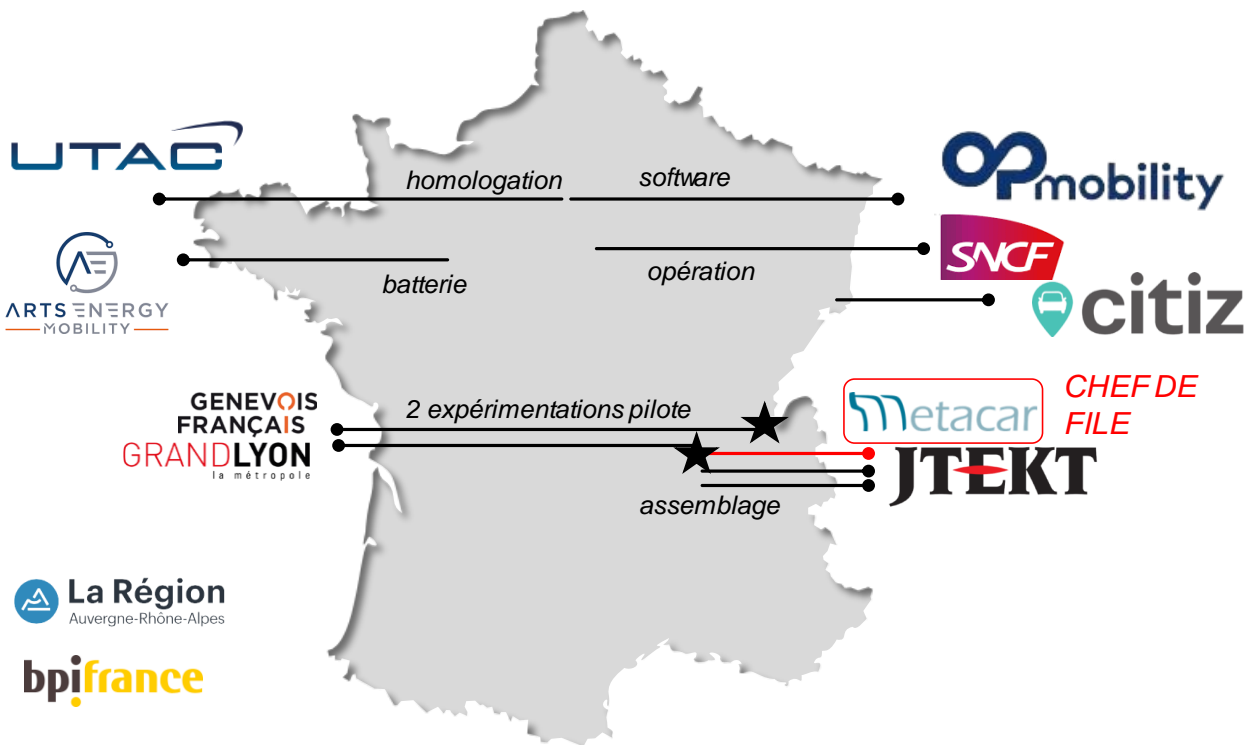 UTAC
homologation
software
OPmobility
SNCF
ARTS ENERGY
MOBILITY
batterie
opération
citiz
GENEVOIS
FRANÇAIS
GRANDLYON
la métropole
2 expérimentations pilote
metacar
CHEF DE
FILE
JTEKT
assemblage
La Région
Auvergne-Rhône-Alpes
bpifrance